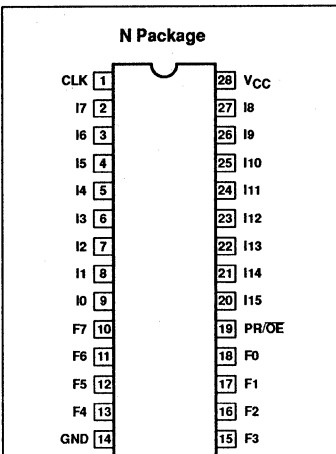 N Package
CLK 1 28 VCC
I7 2 27 I8
I6 3 26 I9
I5 4 25 I10
I4 5 24 I11
I3 6 23 I12
I2 7 22 I13
I1 8 21 I14
I0 9 20 I15
F7 10 19 PR/O̅E̅
F6 11 18 F0
F5 12 17 F1
F4 13 16 F2
GND 14 15 F3